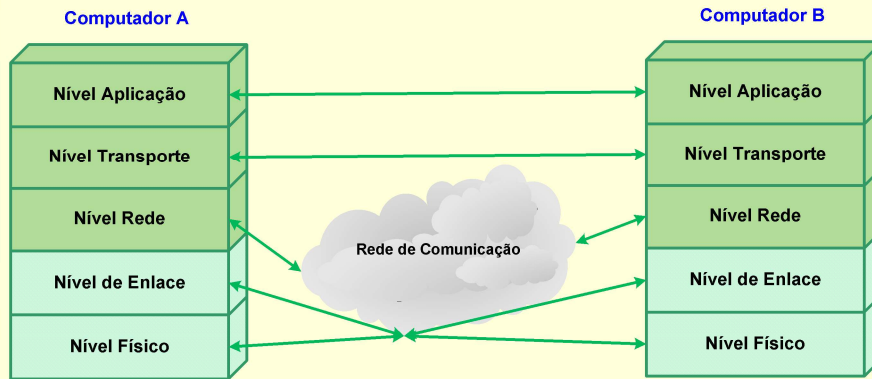 Computador A
Computador B
Nível Aplicação
Nível Aplicação
Nível Transporte
Nível Transporte
Nível Rede
Nível Rede
Rede de Comunicação
Nível de Enlace
Nível de Enlace
Nível Físico
Nível Físico